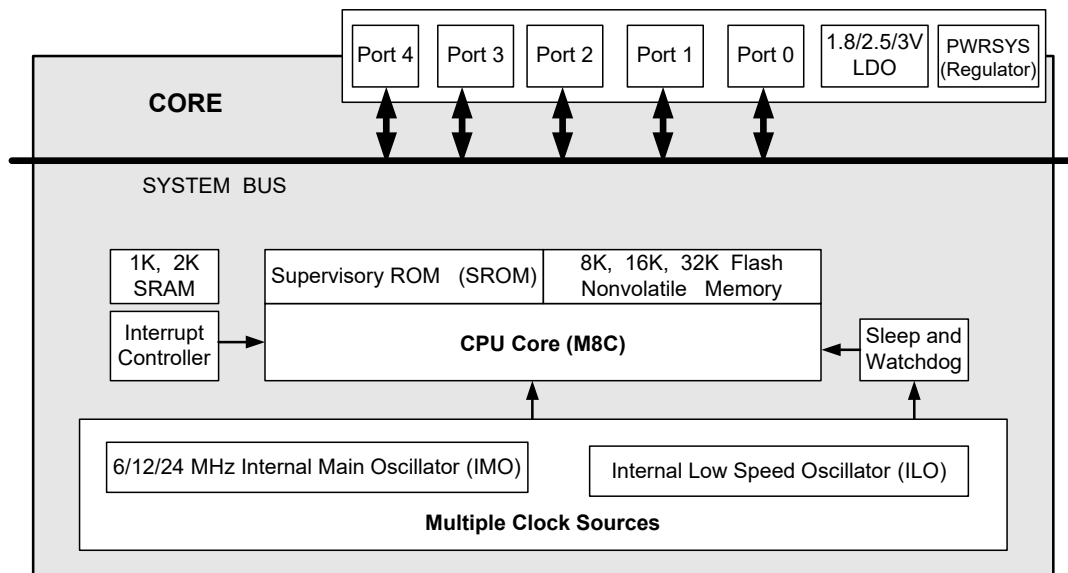 Port 4
Port 3
Port 2
Port 1
Port 0
1.8/2.5/3V
LDO
PWRSYS
(Regulator)
CORE
SYSTEM BUS
1K, 2K
SRAM
Supervisory ROM (SROM)
8K, 16K, 32K Flash
Nonvolatile Memory
Interrupt
Controller
CPU Core (M8C)
Sleep and
Watchdog
6/12/24 MHz Internal Main Oscillator (IMO)
Internal Low Speed Oscillator (ILO)
Multiple Clock Sources